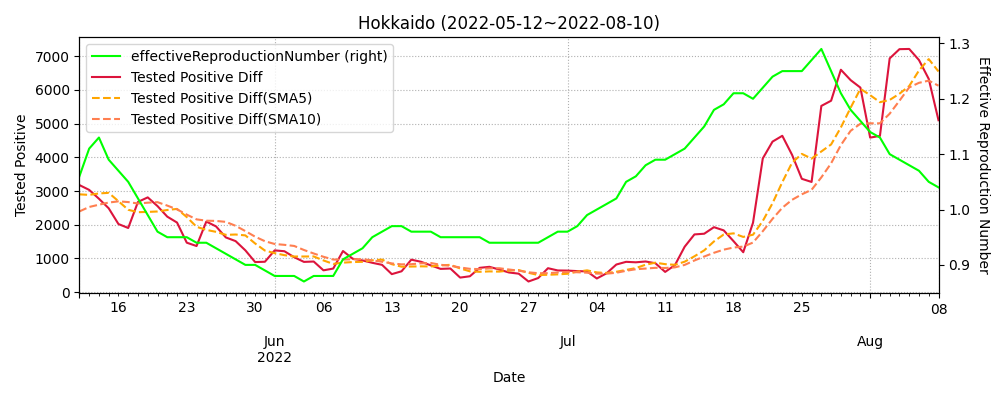 Hokkaido (2022-05-12~2022-08-10)
effectiveReproductionNumber (right)
Tested Positive Diff
Tested Positive Diff(SMA5)
Tested Positive Diff(SMA10)
Tested Positive
7000
6000
5000
4000
3000
2000
1000
0
1.3
1.2
1.1
1.0
0.9
Effective Reproduction Number
16 23 30 06 13 20 27 04 11 18 25 08
Jun Jul Aug
2022
Date